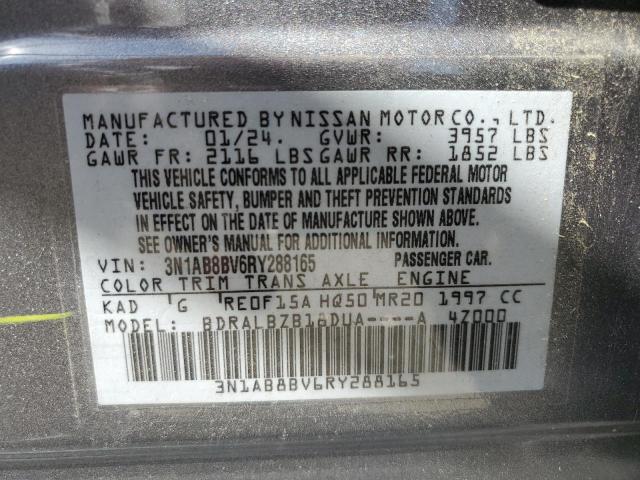 MANUFACTURED BY NISSAN MOTOR CO., LTD.
DATE: 01/24. GVWR: 3957 LBS
GAWR FR: 2116 LBS GAWR RR: 1852 LBS
THIS VEHICLE CONFORMS TO ALL APPLICABLE FEDERAL MOTOR
VEHICLE SAFETY, BUMPER AND THEFT PREVENTION STANDARDS
IN EFFECT ON THE DATE OF MANUFACTURE SHOWN ABOVE.
SEE OWNER'S MANUAL FOR ADDITIONAL INFORMATION.
VIN: 3N1AB8BV6RY288165 PASSENGER CAR.
COLOR TRIM TRANS AXLE ENGINE
KAD G RE0F15A HQ50 MR20 1997 CC
MODEL: BDRALBZB18DUA----A 4Z000
3N1AB8BV6RY288165